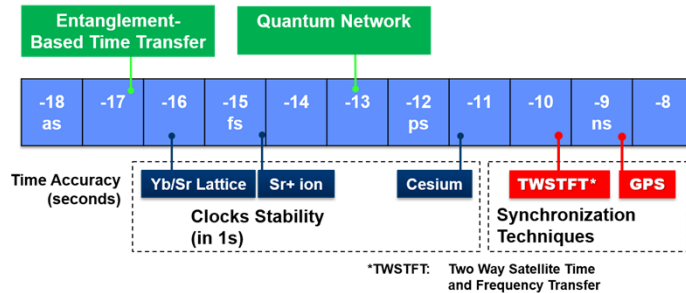 Entanglement-
Based Time Transfer
Quantum Network
-18 -17 -16 -15 -14 -13 -12 -11 -10 -9 -8
as fs ps ns
Time Accuracy
(seconds)
Yb/Sr Lattice Sr+ ion Cesium TWSTFT* GPS
Clocks Stability
(in 1s)
Synchronization
Techniques
*TWSTFT: Two Way Satellite Time
and Frequency Transfer